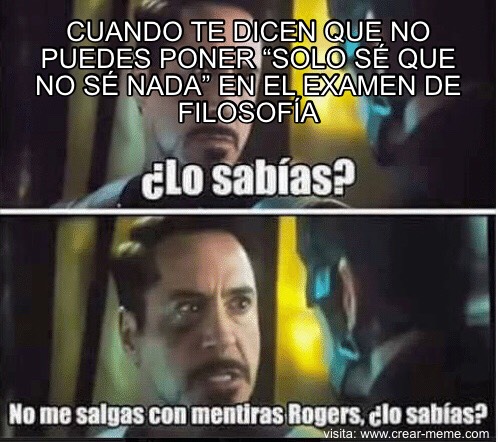 CUANDO TE DICEN QUE NO
PUEDES PONER “SOLO SÉ QUE
NO SÉ NADA” EN EL EXAMEN DE
FILOSOFÍA
¿Lo sabías?
No me salgas con mentiras Rogers, ¿lo sabías?
visita: www.crear-meme.com